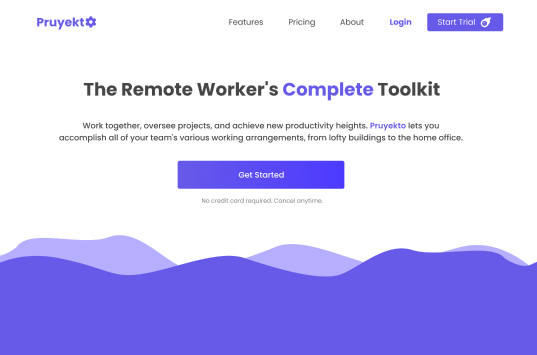 Pruyekt
Features Pricing About Login Start Trial
The Remote Worker's Complete Toolkit
Work together, oversee projects, and achieve new productivity heights. Pruyekto lets you
accomplish all of your team's various working arrangements, from lofty buildings to the home office.
Get Started
No credit card required. Cancel anytime.